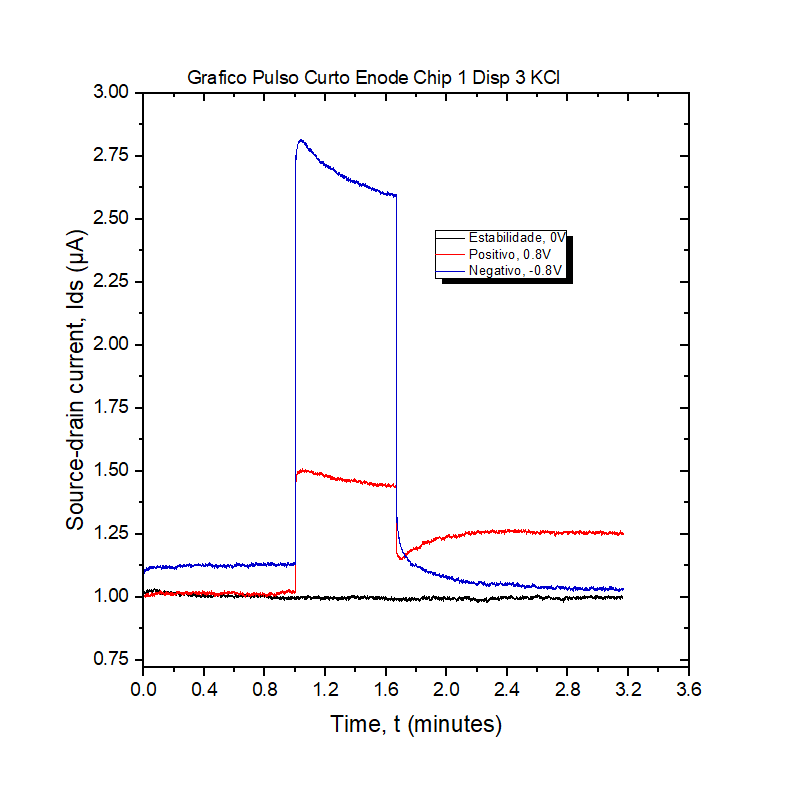 Grafico Pulso Curto Enode Chip 1 Disp 3 KCl
3.00
2.75
2.50
2.25
2.00
1.75
1.50
1.25
1.00
0.75
Source-drain current, Ids (µA)
Estabilidade, 0V
Positivo, 0.8V
Negativo, -0.8V
0.0 0.4 0.8 1.2 1.6 2.0 2.4 2.8 3.2 3.6
Time, t (minutes)